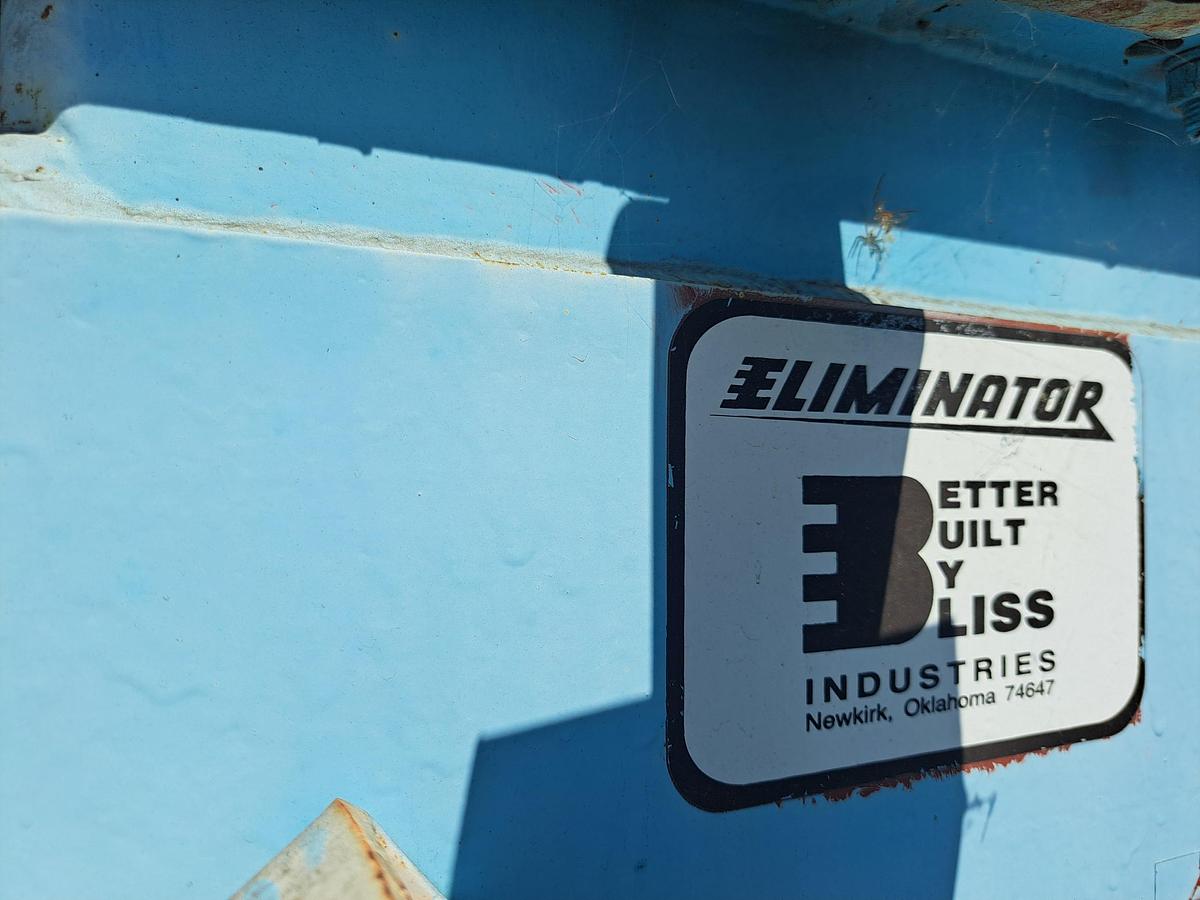 ELIMINATOR
BETTER
BUILT
BY
BLISS
INDUSTRIES
Newkirk, Oklahoma 74647